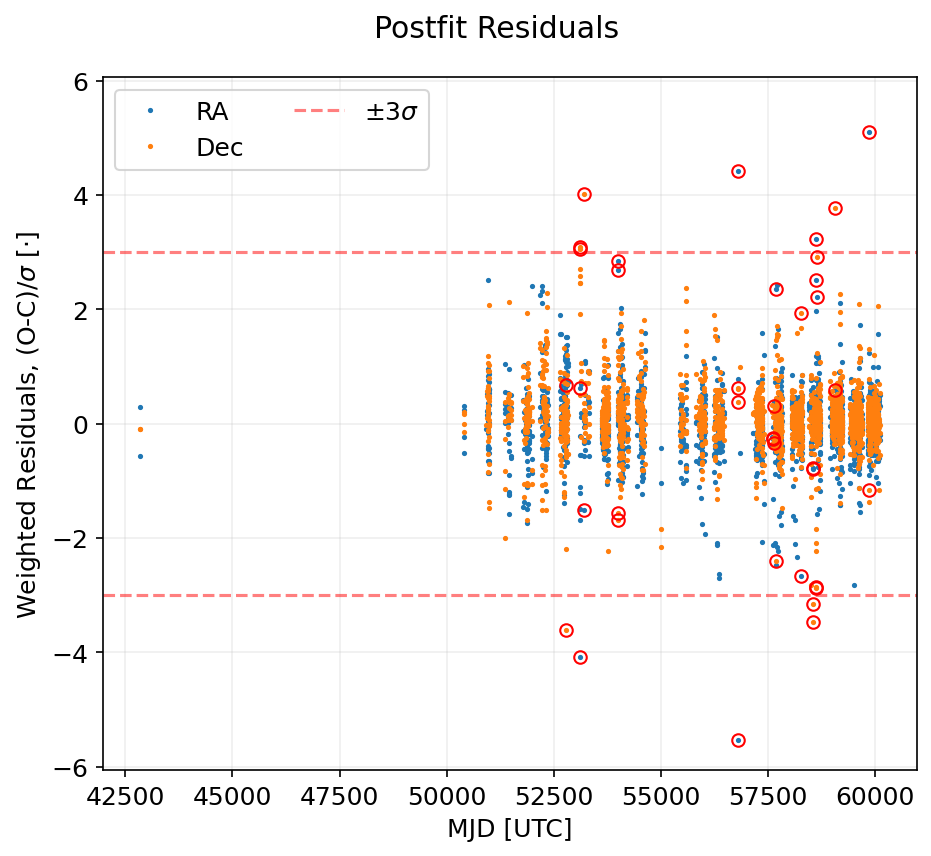 Postfit Residuals
RA
Dec
±3σ
Weighted Residuals, (O-C)/σ [·]
6
4
2
0
−2
−4
−6
42500 45000 47500 50000 52500 55000 57500 60000
MJD [UTC]